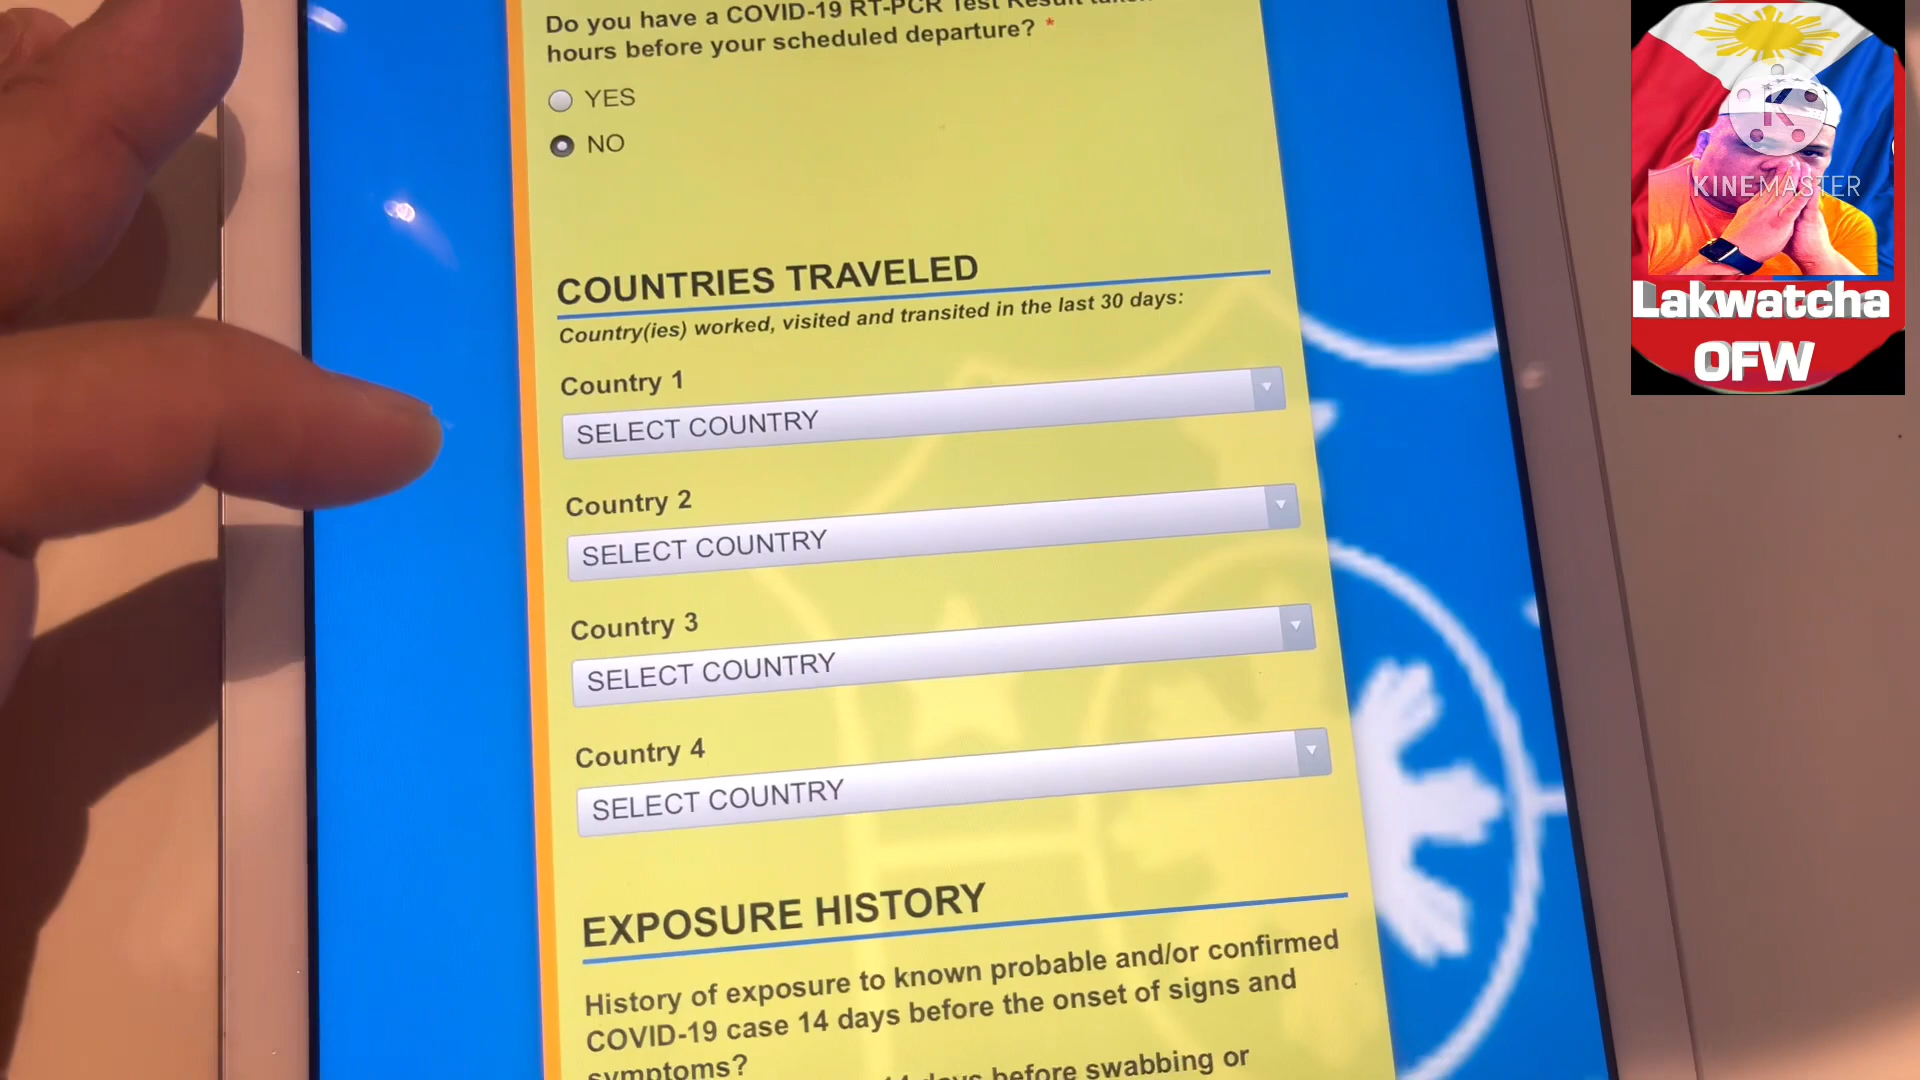 Do you have a COVID-19 RT-PCR Test Result
hours before your scheduled departure? *
YES
NO
COUNTRIES TRAVELED
Country(ies) worked, visited and transited in the last 30 days:
Country 1
SELECT COUNTRY
Country 2
SELECT COUNTRY
Country 3
SELECT COUNTRY
Country 4
SELECT COUNTRY
EXPOSURE HISTORY
History of exposure to known probable and/or confirmed
COVID-19 case 14 days before the onset of signs and
symptoms?
days before swabbing or
K
KINEMASTER
Lakwatcha
OFW